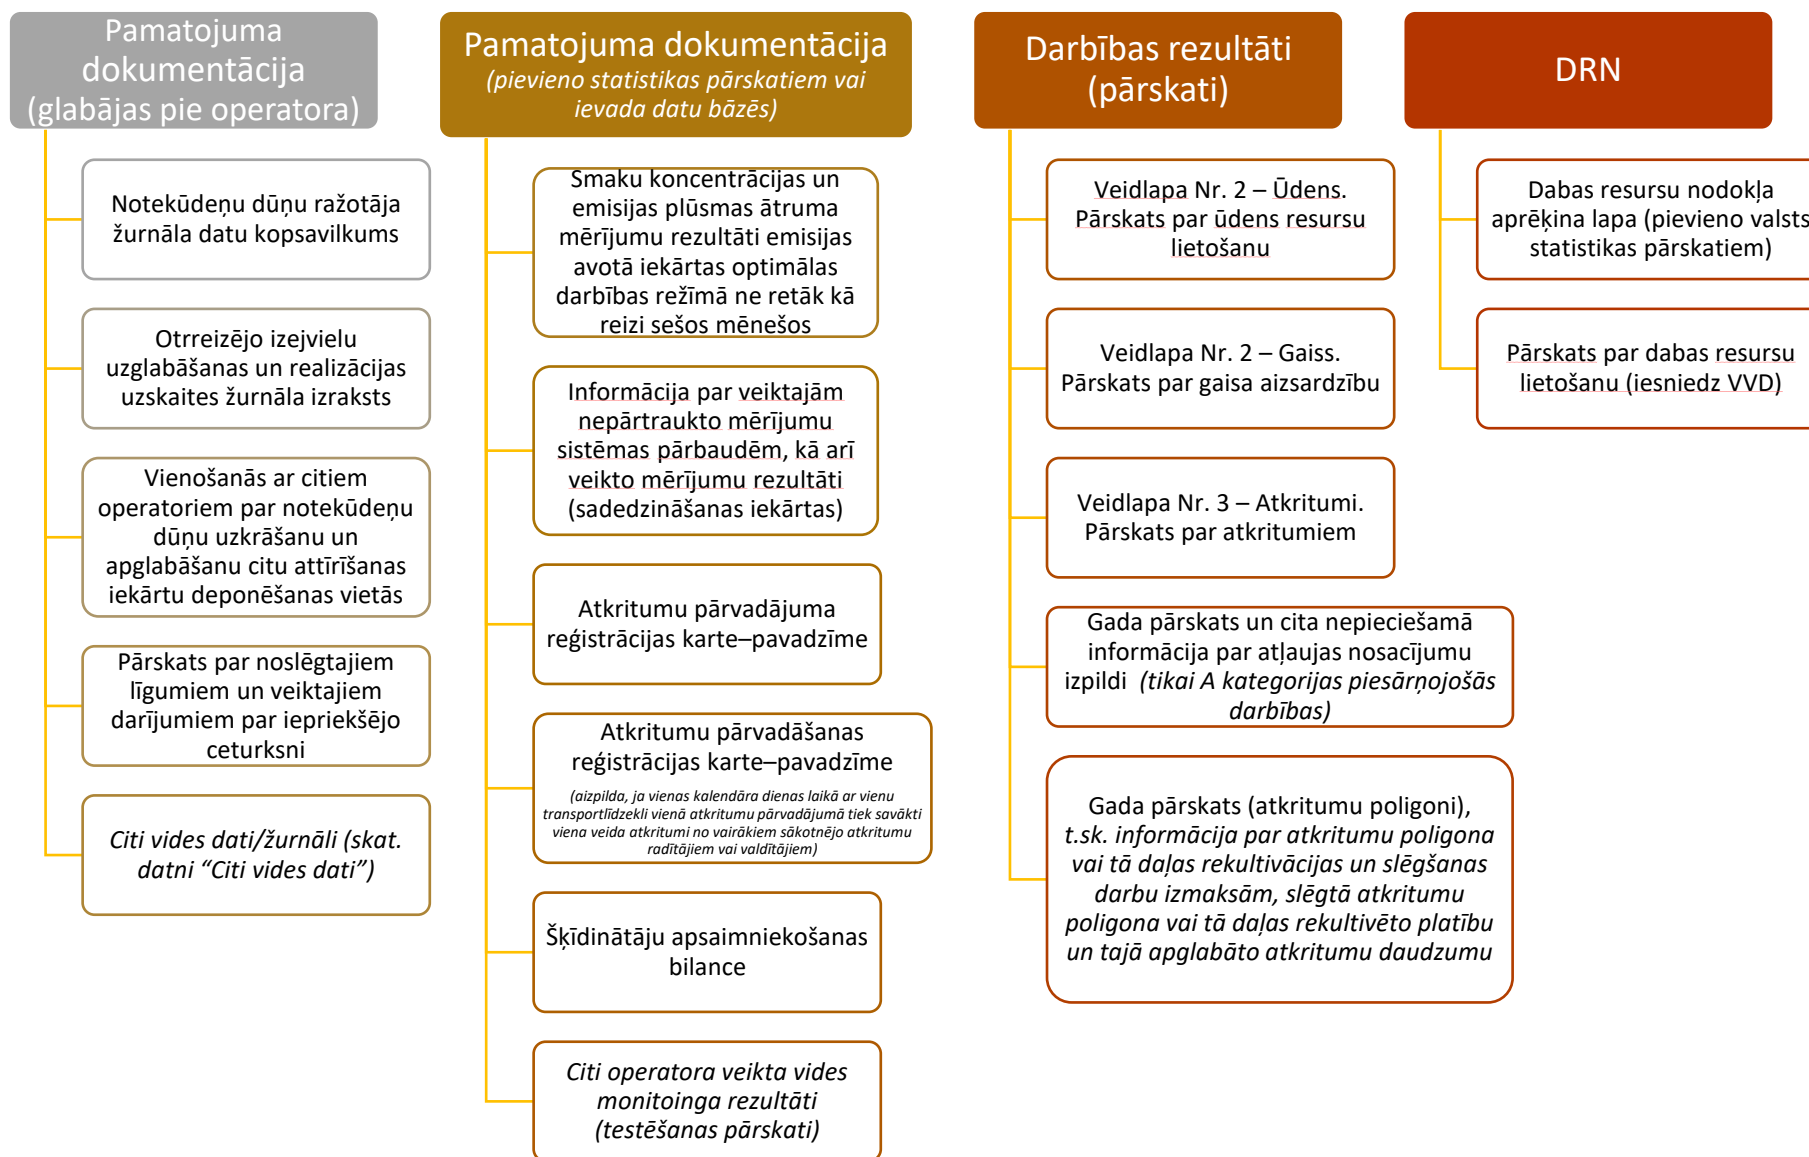 Pamatojuma
dokumentācija
(glabājas pie operatora)
Notekūdeņu dūņu ražotāja
žurnāla datu kopsavilkums
Otrreizējo izejvielu
uzglabāšanas un realizācijas
uzskaites žurnāla izraksts
Vienošanās ar citiem
operatoriem par notekūdeņu
dūņu uzkrāšanu un
apglabāšanu citu attīrīšanas
iekārtu deponēšanas vietās
Pārskats par noslēgtajiem
līgumiem un veiktajiem
darījumiem par iepriekšējo
ceturksni
Citi vides dati/žurnāli (skat.
datni “Citi vides dati”)
Pamatojuma dokumentācija
(pievieno statistikas pārskatiem vai
ievada datu bāzēs)
Smaku koncentrācijas un
emisijas plūsmas ātruma
mērījumu rezultāti emisijas
avotā iekārtas optimālas
darbības režīmā ne retāk kā
reizi sešos mēnešos
Informācija par veiktajām
nepārtraukto mērījumu
sistēmas pārbaudēm, kā arī
veikto mērījumu rezultāti
(sadedzināšanas iekārtas)
Atkritumu pārvadājuma
reģistrācijas karte–pavadzīme
Atkritumu pārvadāšanas
reģistrācijas karte–pavadzīme
(aizpilda, ja vienas kalendāra dienas laikā ar vienu
transportlīdzekli vienā atkritumu pārvadājumā tiek savākti
viena veida atkritumi no vairākiem sākotnējo atkritumu
radītājiem vai valdītājiem)
Šķīdinātāju apsaimniekošanas
bilance
Citi operatora veikta vides
monitoinga rezultāti
(testēšanas pārskati)
Darbības rezultāti
(pārskati)
Veidlapa Nr. 2 – Ūdens.
Pārskats par ūdens resursu
lietošanu
Veidlapa Nr. 2 – Gaiss.
Pārskats par gaisa aizsardzību
Veidlapa Nr. 3 – Atkritumi.
Pārskats par atkritumiem
Gada pārskats un cita nepieciešamā
informācija par atļaujas nosacījumu
izpildi (tikai A kategorijas piesārņojošās
darbības)
Gada pārskats (atkritumu poligoni),
t.sk. informācija par atkritumu poligona
vai tā daļas rekultivācijas un slēgšanas
darbu izmaksām, slēgtā atkritumu
poligona vai tā daļas rekultivēto platību
un tajā apglabāto atkritumu daudzumu
DRN
Dabas resursu nodokļa
aprēķina lapa (pievieno valsts
statistikas pārskatiem)
Pārskats par dabas resursu
lietošanu (iesniedz VVD)